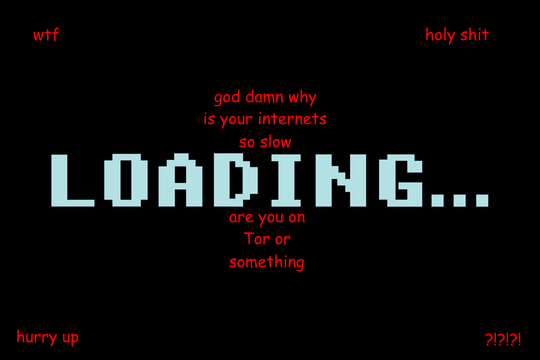 wtf
holy shit
god damn why
is your internets
so slow
LOADING...
are you on
Tor or
something
hurry up
?!?!?!